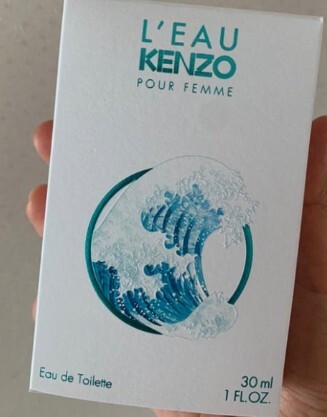 L'EAU
KENZO
POUR FEMME
Eau de Toilette
30 ml
1 FL.OZ.